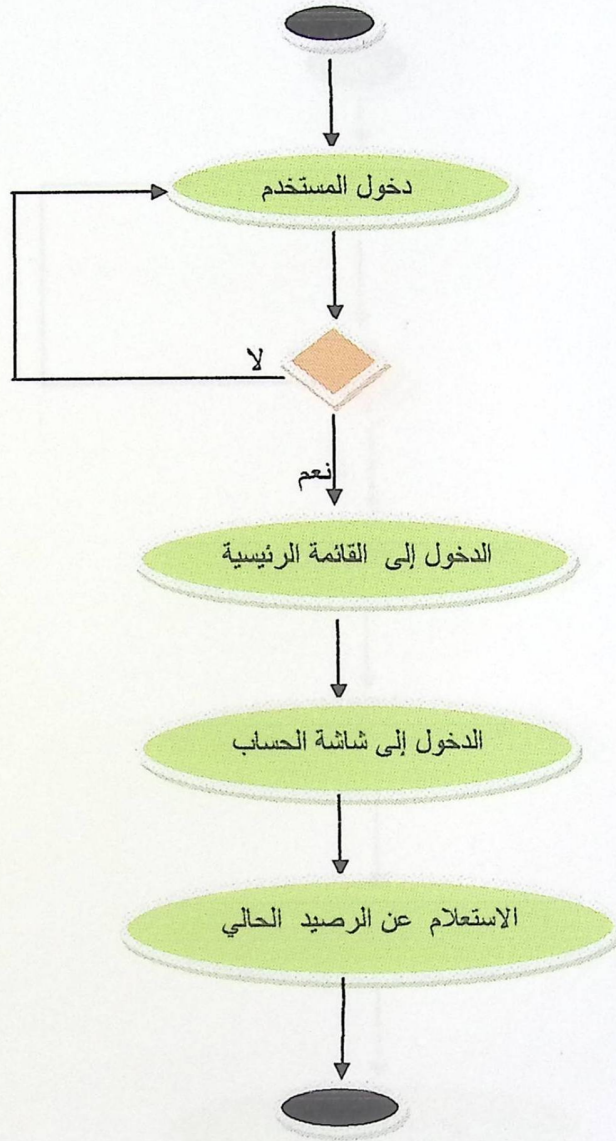 دخول المستخدم
لا
نعم
الدخول إلى القائمة الرئيسية
الدخول إلى شاشة الحساب
الاستعلام عن الرصيد الحالي